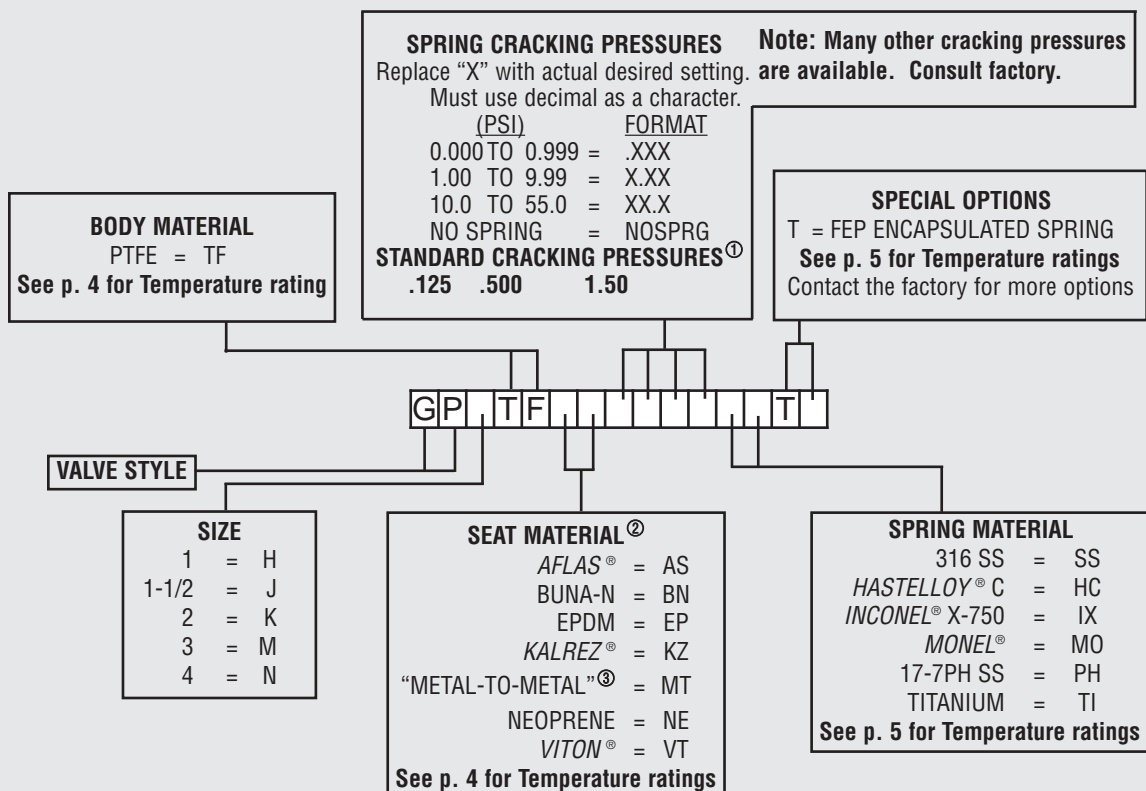 SPRING CRACKING PRESSURES
Replace “X” with actual desired setting.
Must use decimal as a character.
(PSI) FORMAT
0.000 TO 0.999 = .XXX
1.00 TO 9.99 = X.XX
10.0 TO 55.0 = XX.X
NO SPRING = NOSPRG
STANDARD CRACKING PRESSURES①
.125 .500 1.50
Note: Many other cracking pressures
are available. Consult factory.
BODY MATERIAL
PTFE = TF
See p. 4 for Temperature rating
SPECIAL OPTIONS
T = FEP ENCAPSULATED SPRING
See p. 5 for Temperature ratings
Contact the factory for more options
GP TF T
VALVE STYLE
SIZE
1 = H
1-1/2 = J
2 = K
3 = M
4 = N
SEAT MATERIAL②
AFLAS® = AS
BUNA-N = BN
EPDM = EP
KALREZ® = KZ
“METAL-TO-METAL”③ = MT
NEOPRENE = NE
VITON® = VT
See p. 4 for Temperature ratings
SPRING MATERIAL
316 SS = SS
HASTELLOY® C = HC
INCONEL® X-750 = IX
MONEL® = MO
17-7PH SS = PH
TITANIUM = TI
See p. 5 for Temperature ratings